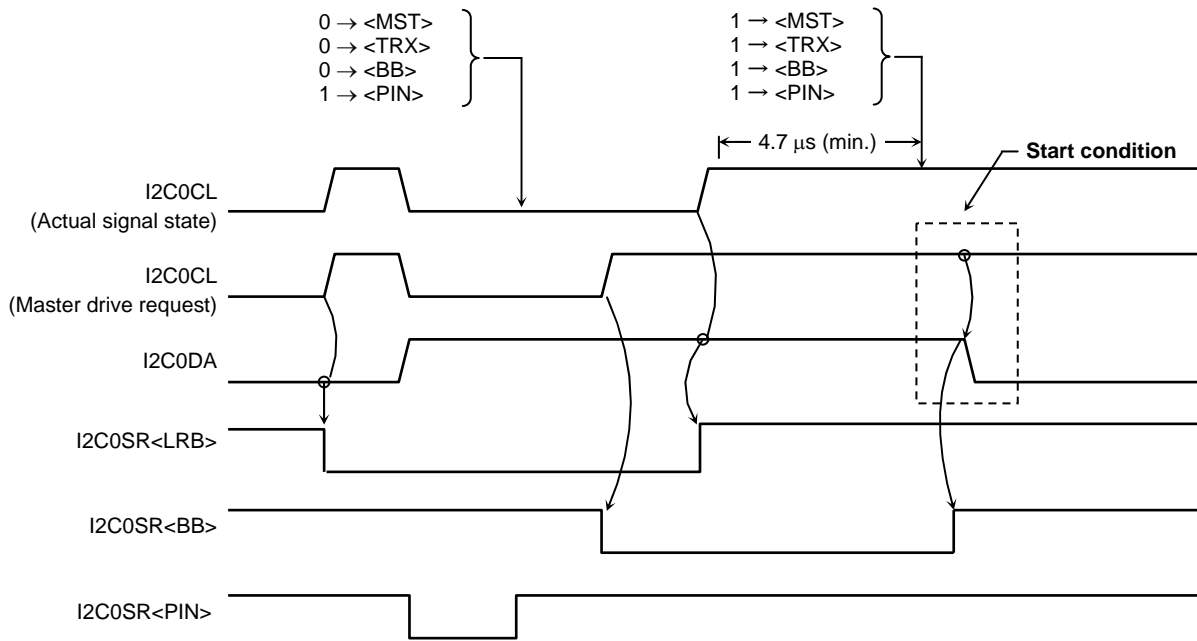 0 → <MST>
0 → <TRX>
0 → <BB>
1 → <PIN>
1 → <MST>
1 → <TRX>
1 → <BB>
1 → <PIN>
4.7 μs (min.)
Start condition
I2C0CL
(Actual signal state)
I2C0CL
(Master drive request)
I2C0DA
I2C0SR<LRB>
I2C0SR<BB>
I2C0SR<PIN>